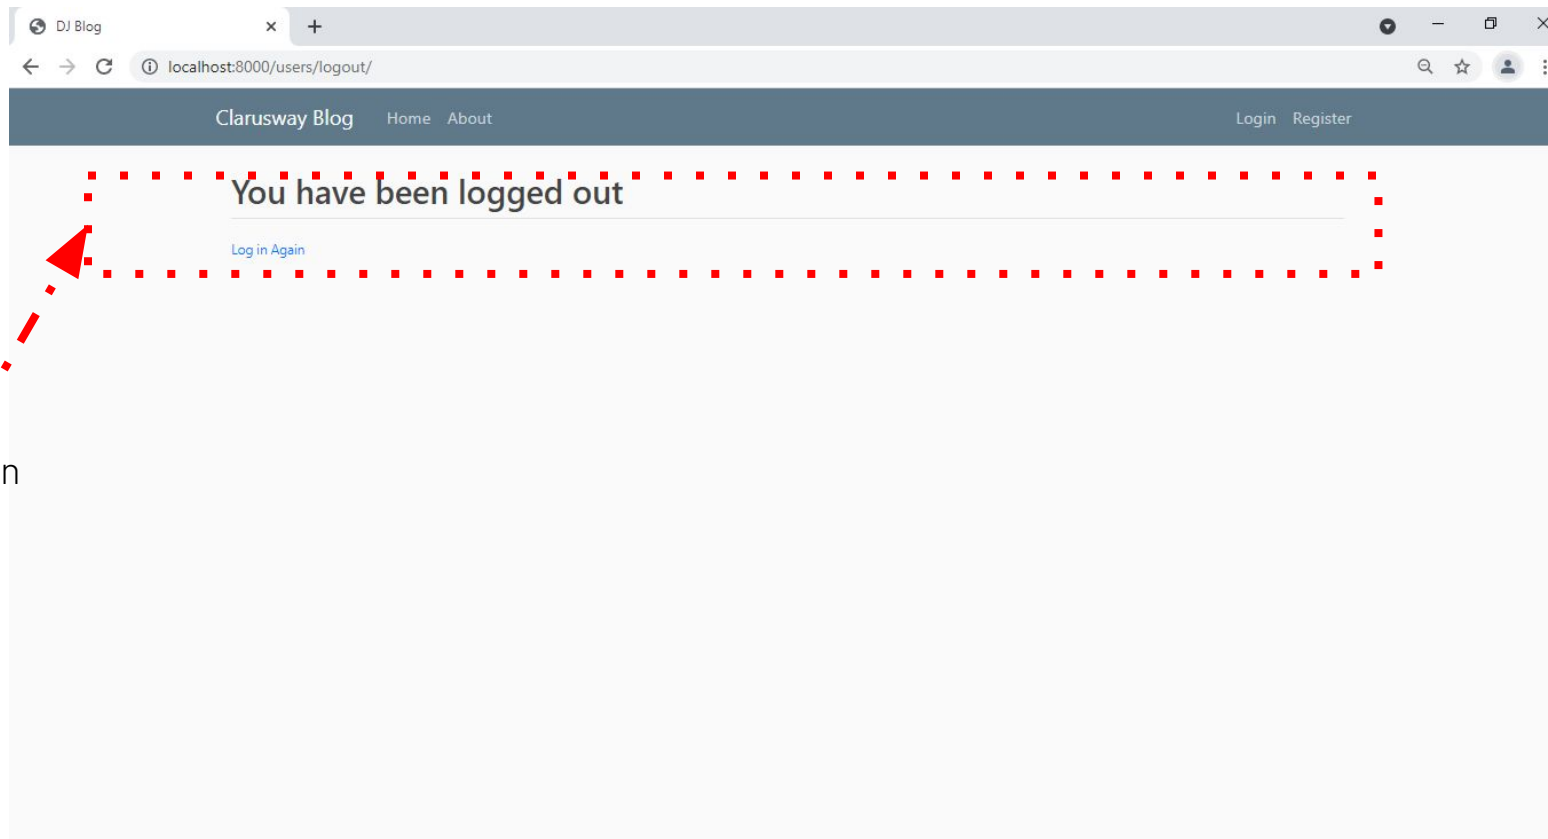 DJ Blog
localhost:8000/users/logout/
Clarusway Blog Home About Login Register
You have been logged out
Log in Again
n